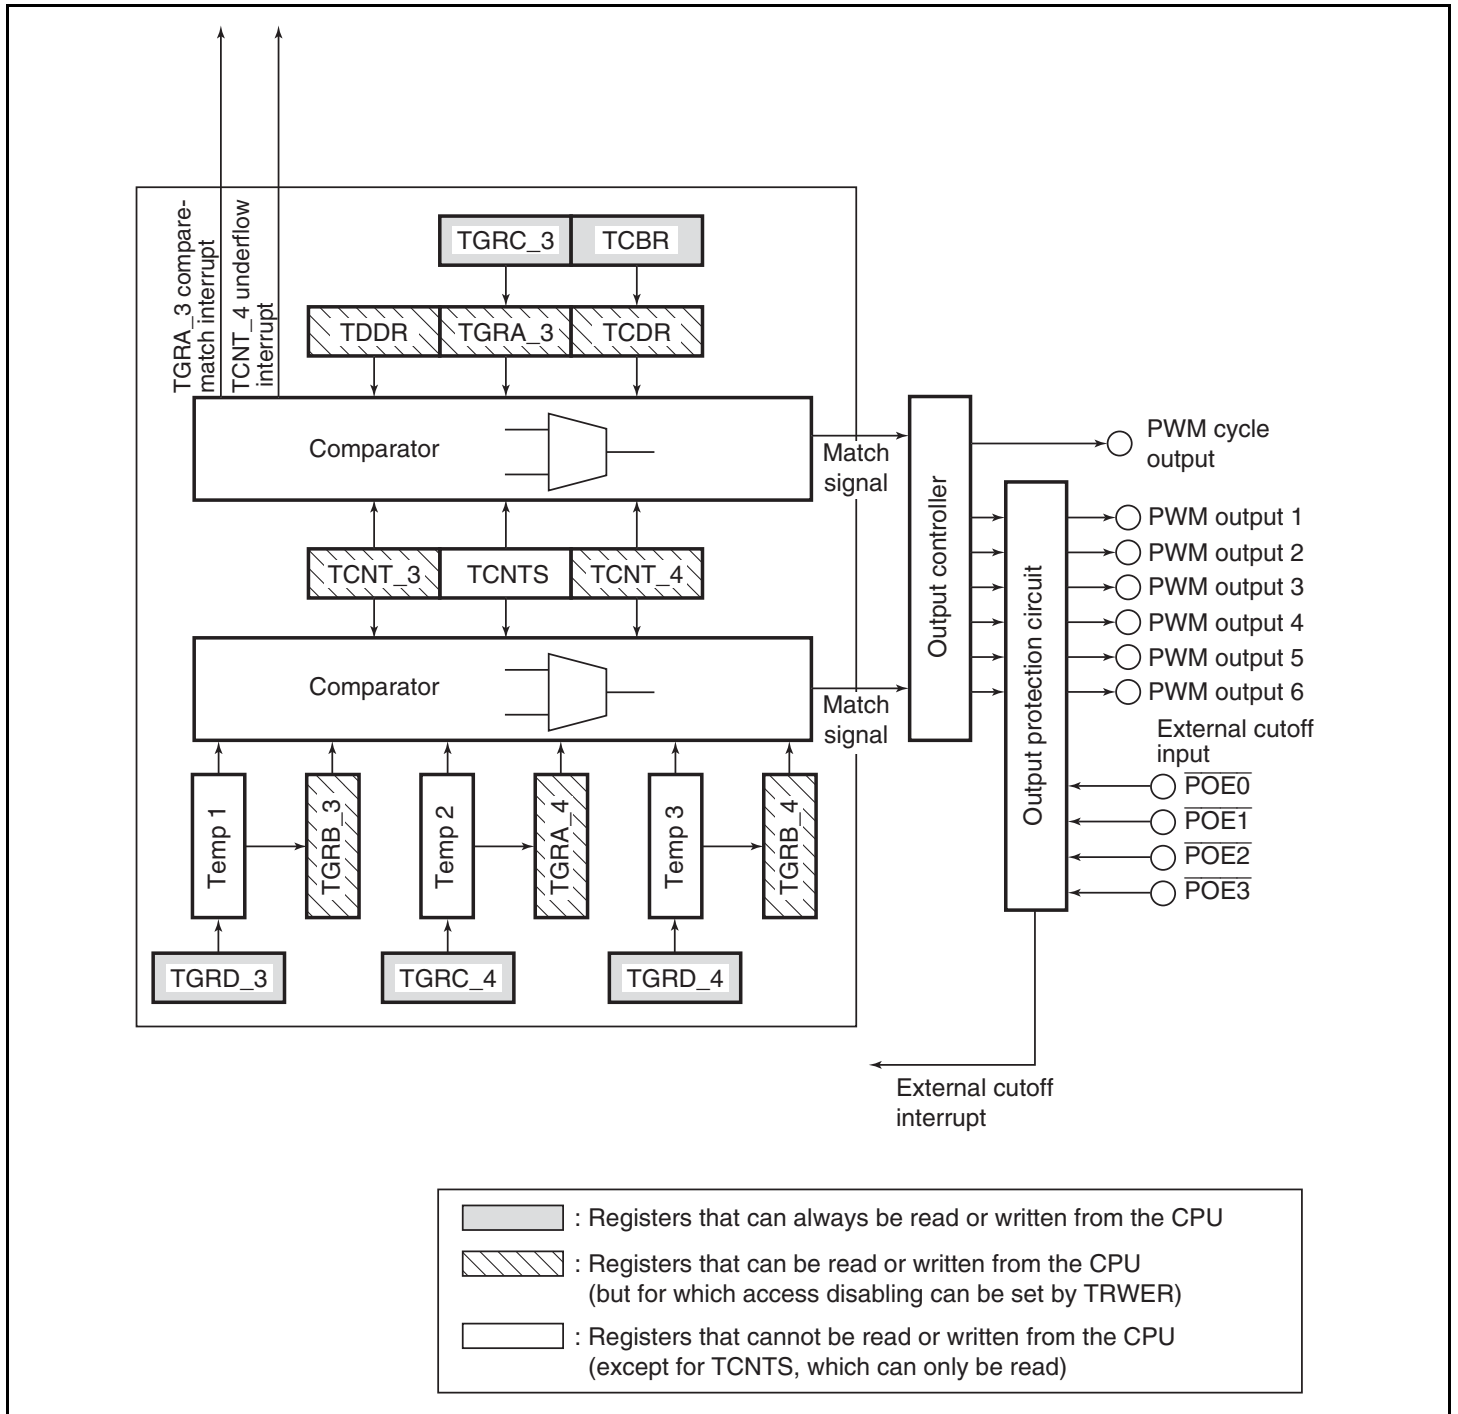 TGRA_3 compare-
match interrupt
TCNT_4 underflow
interrupt
TGRC_3
TCBR
TDDR
TGRA_3
TCDR
Comparator
Match
signal
TCNT_3
TCNTS
TCNT_4
Comparator
Match
signal
Temp 1
TGRB_3
Temp 2
TGRA_4
Temp 3
TGRB_4
TGRD_3
TGRC_4
TGRD_4
Output controller
Output protection circuit
PWM cycle
output
PWM output 1
PWM output 2
PWM output 3
PWM output 4
PWM output 5
PWM output 6
External cutoff
input
P̅O̅E̅0̅
P̅O̅E̅1̅
P̅O̅E̅2̅
P̅O̅E̅3̅
External cutoff
interrupt
: Registers that can always be read or written from the CPU
: Registers that can be read or written from the CPU
(but for which access disabling can be set by TRWER)
: Registers that cannot be read or written from the CPU
(except for TCNTS, which can only be read)